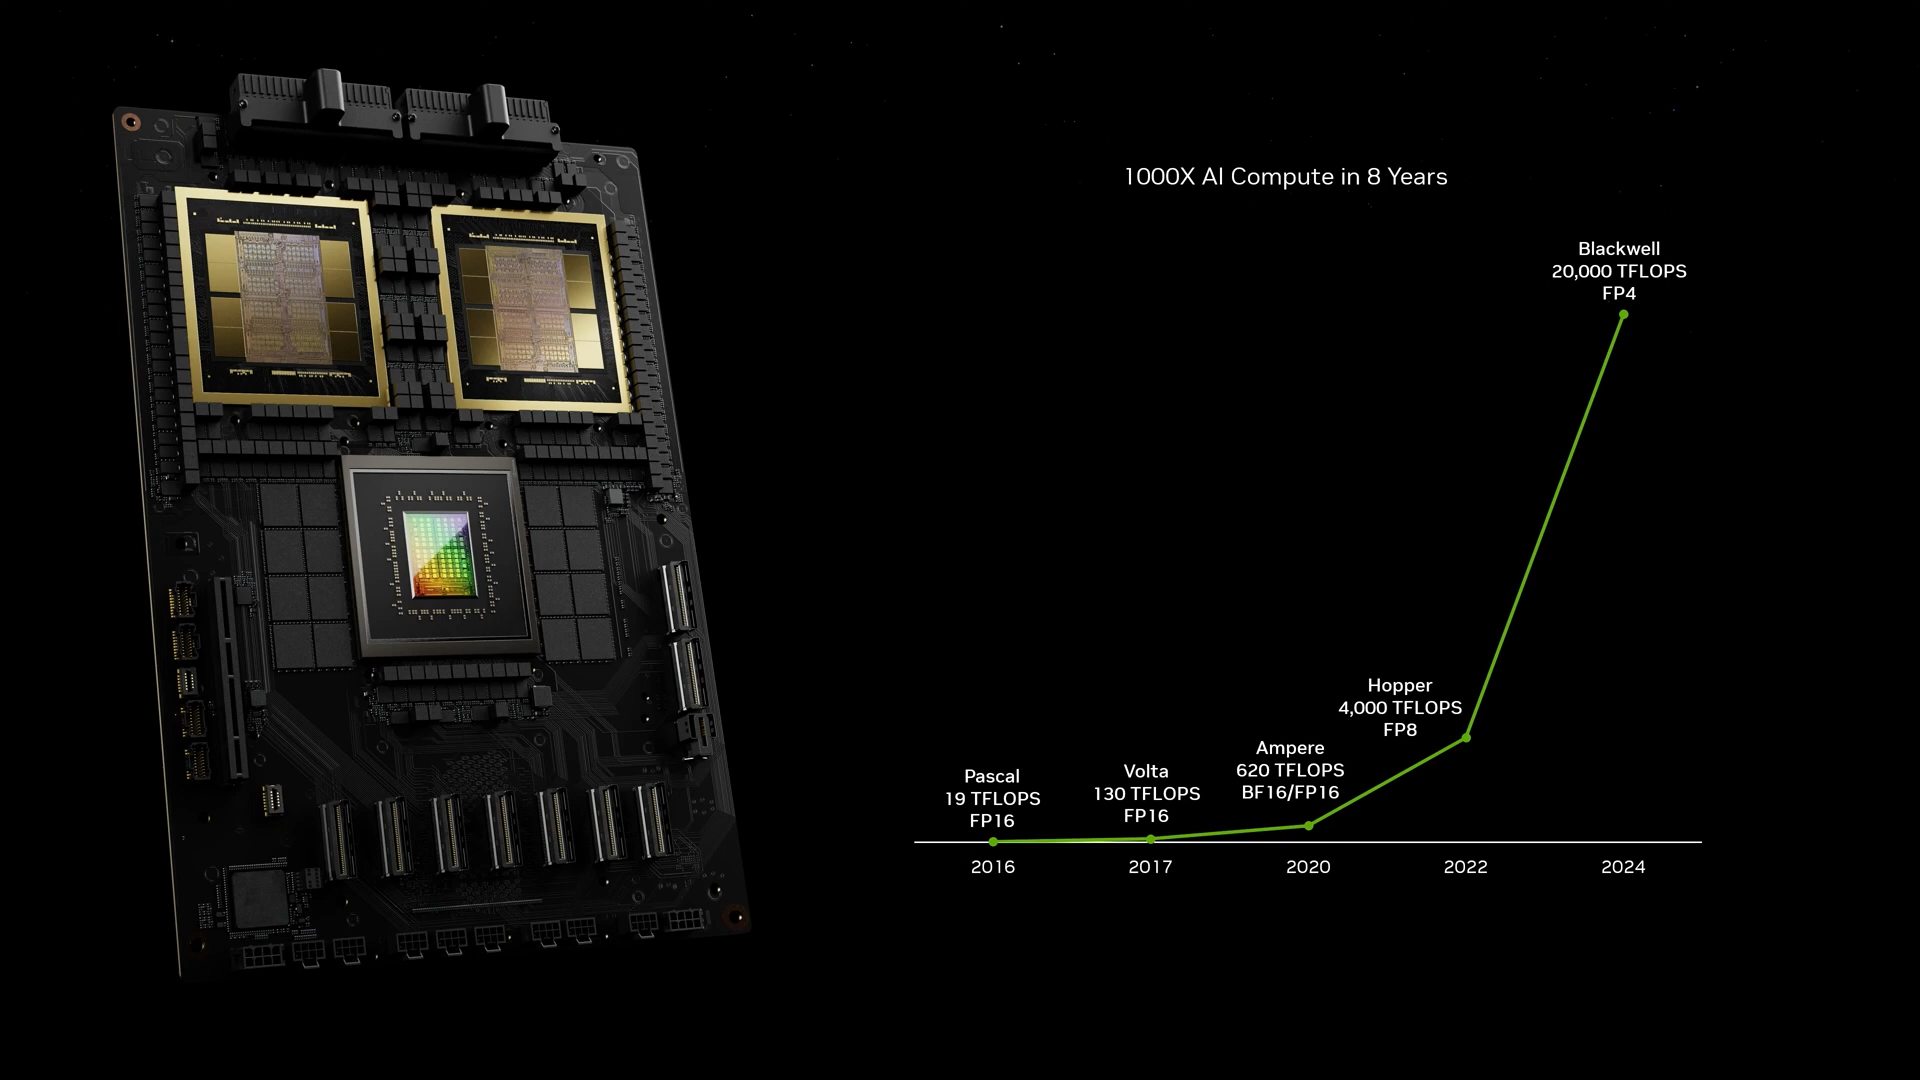 1000X AI Compute in 8 Years
Blackwell
20,000 TFLOPS
FP4
Hopper
4,000 TFLOPS
FP8
Ampere
620 TFLOPS
BF16/FP16
Volta
130 TFLOPS
FP16
Pascal
19 TFLOPS
FP16
2016
2017
2020
2022
2024